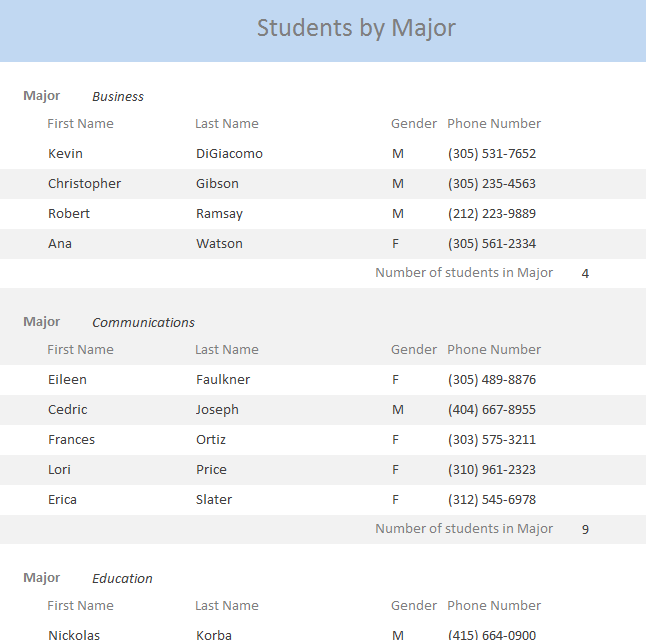 Students by Major
Major Business
First Name Last Name Gender Phone Number
Kevin DiGiacomo M (305) 531-7652
Christopher Gibson M (305) 235-4563
Robert Ramsay M (212) 223-9889
Ana Watson F (305) 561-2334
Number of students in Major 4
Major Communications
First Name Last Name Gender Phone Number
Eileen Faulkner F (305) 489-8876
Cedric Joseph M (404) 667-8955
Frances Ortiz F (303) 575-3211
Lori Price F (310) 961-2323
Erica Slater F (312) 545-6978
Number of students in Major 9
Major Education
First Name Last Name Gender Phone Number
Nickolas Korba M (415) 664-0900